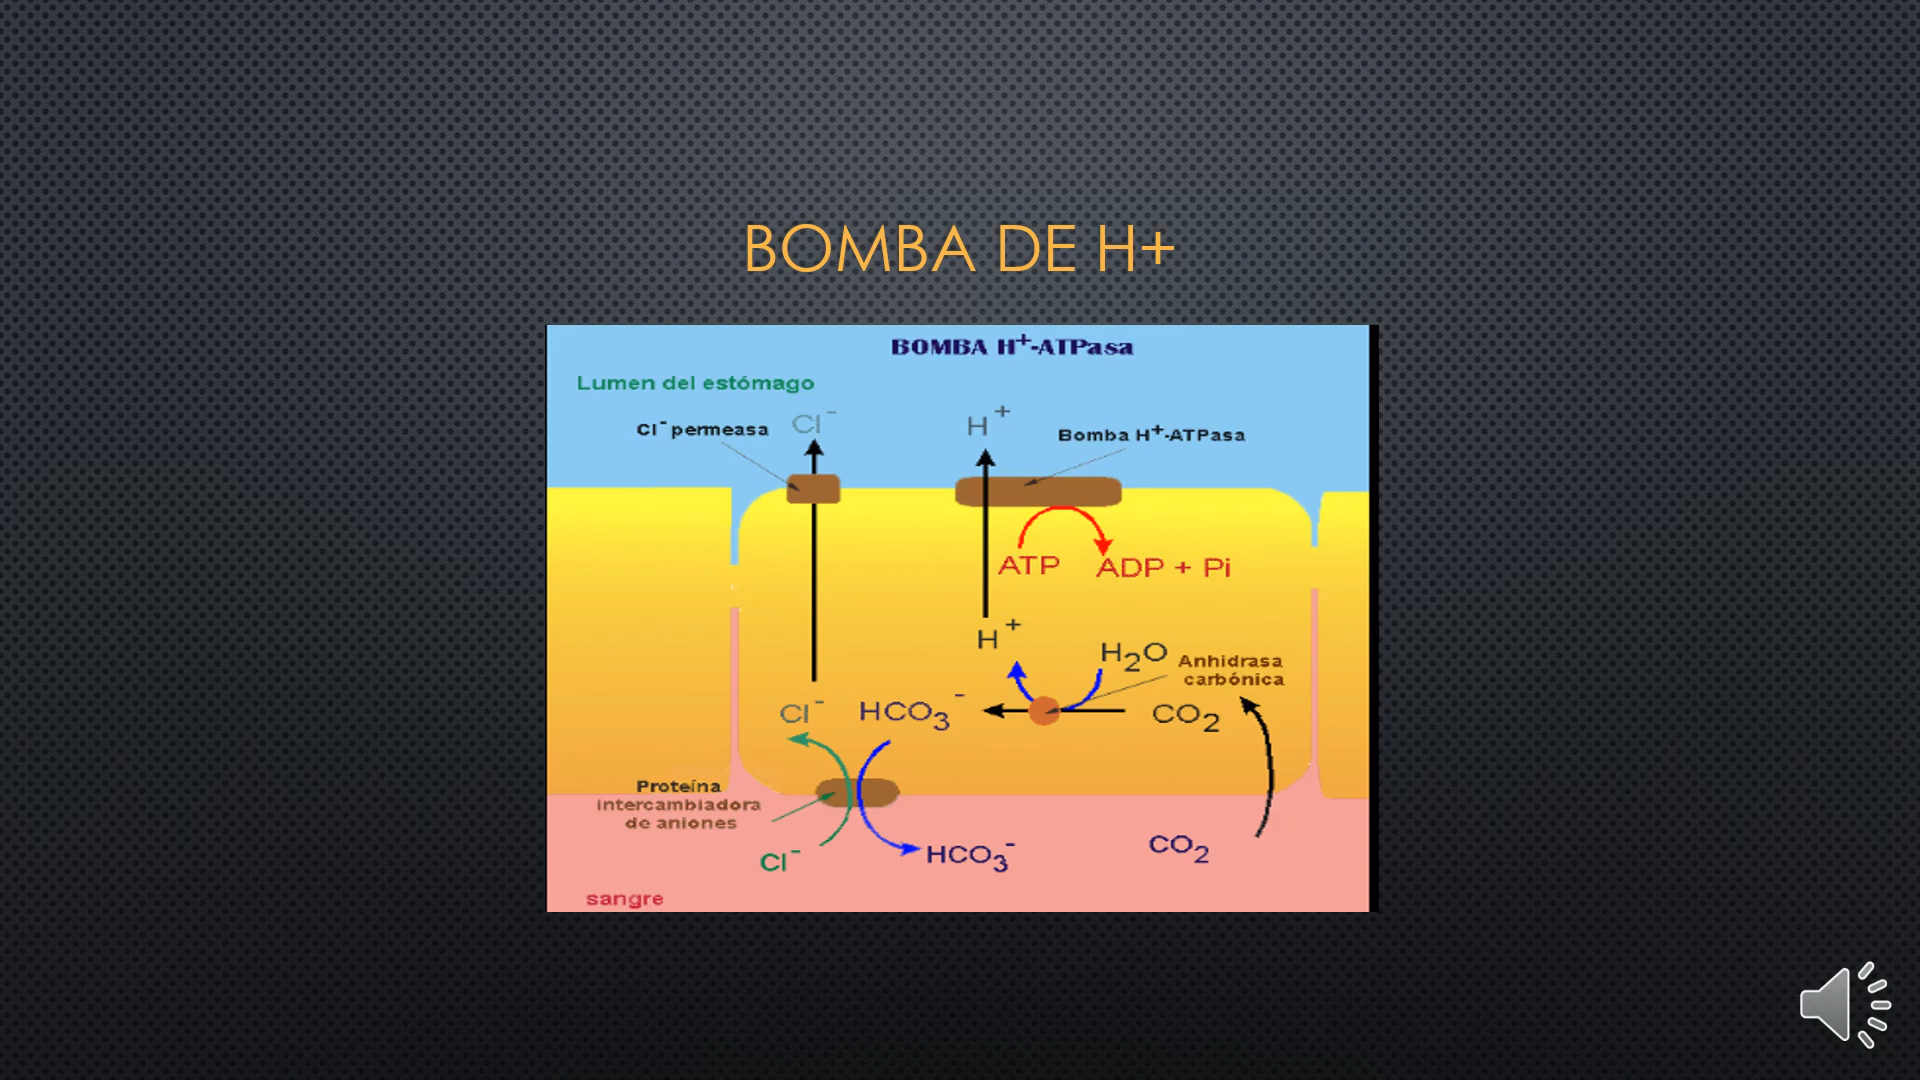 BOMBA DE H+
BOMBA H⁺-ATPasa
Lumen del estómago
Cl⁻ permeasa
Cl⁻
H⁺
Bomba H⁺-ATPasa
ATP
ADP + Pi
H⁺
H₂O
Anhidrasa
carbónica
Cl⁻
HCO₃⁻
CO₂
Proteína
intercambiadora
de aniones
Cl⁻
HCO₃⁻
CO₂
sangre